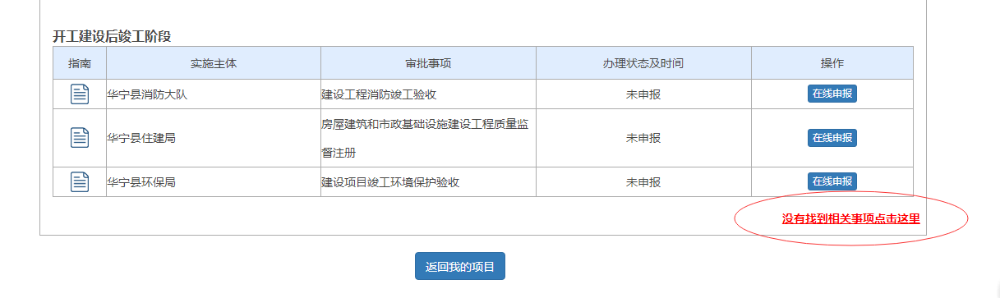 开工建设后竣工阶段
指南 实施主体 审批事项 办理状态及时间 操作
华宁县消防大队 建设工程消防竣工验收 未申报 在线申报
华宁县住建局 房屋建筑和市政基础设施建设工程质量监 未申报 在线申报
督注册
华宁县环保局 建设项目竣工环境保护验收 未申报 在线申报
没有找到相关事项点击这里
返回我的项目